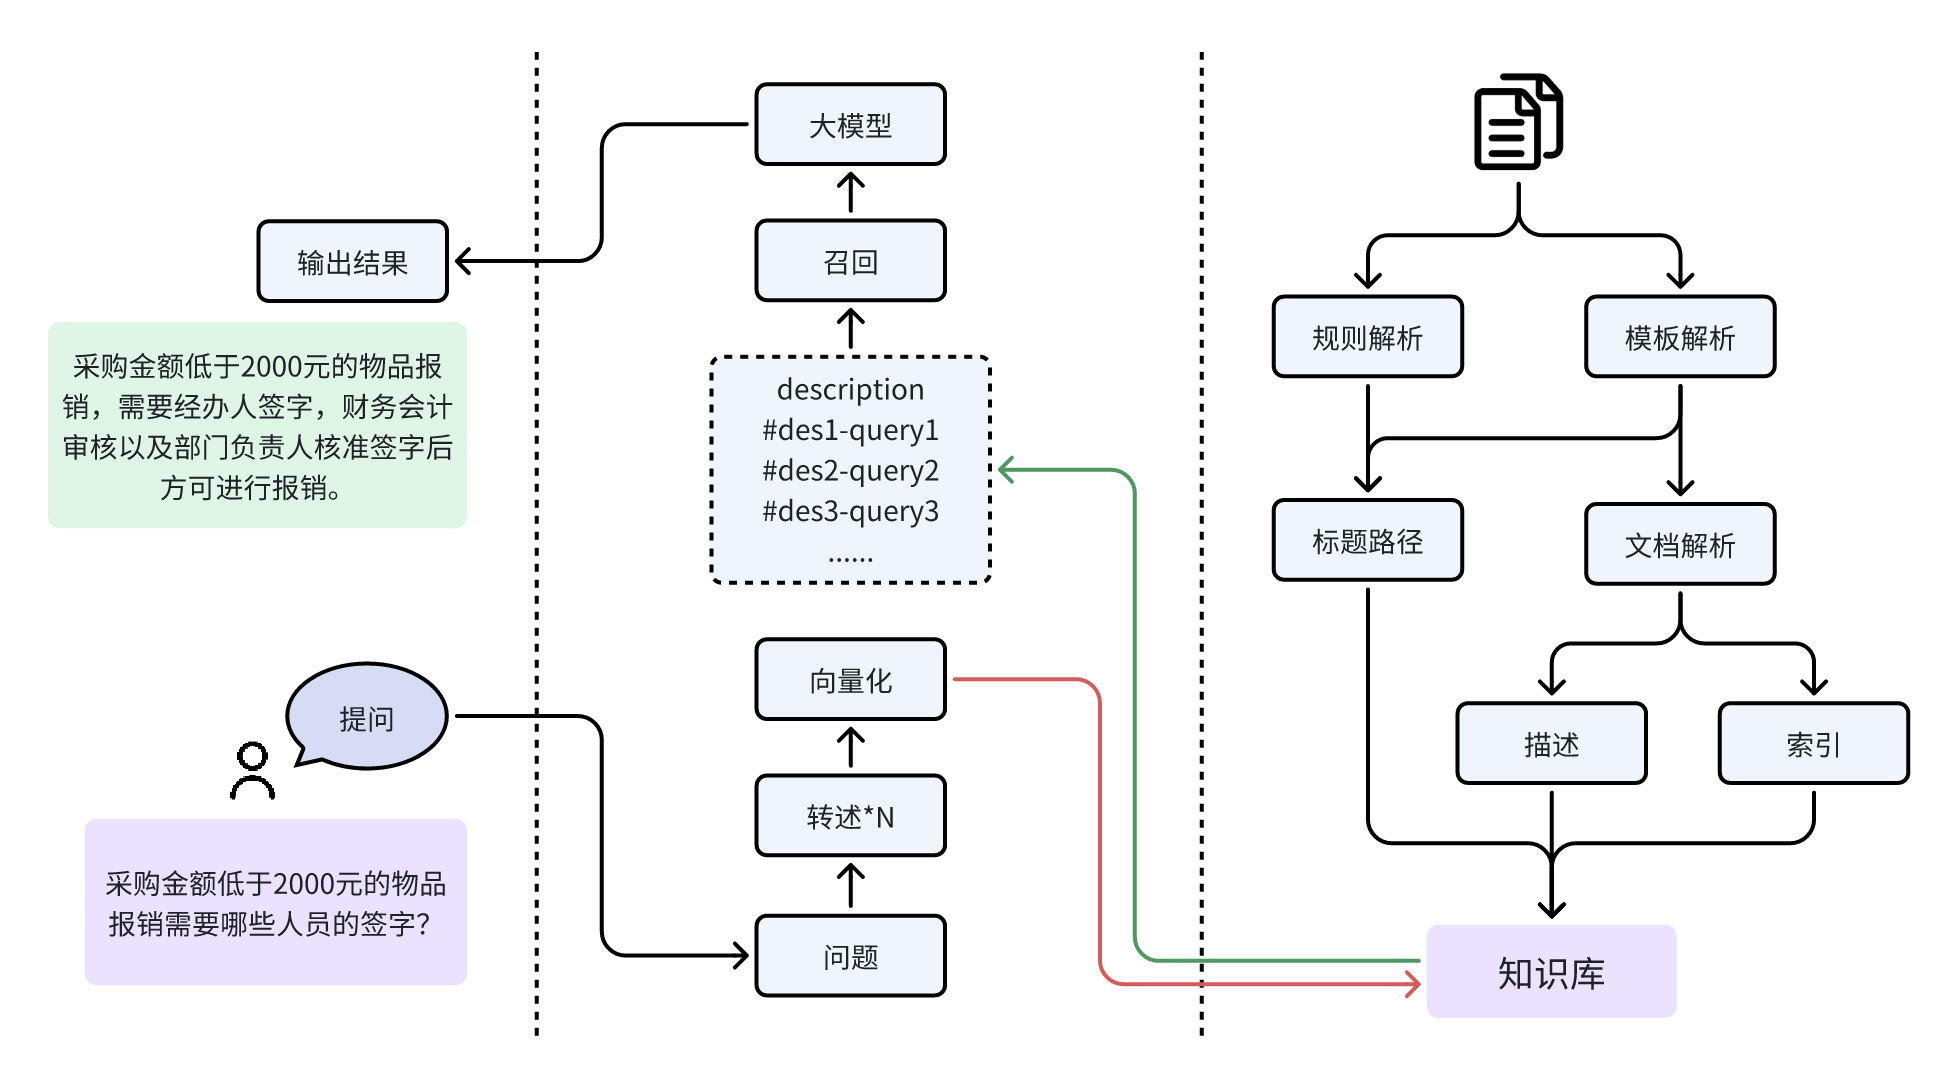 输出结果
采购金额低于2000元的物品报
销，需要经办人签字，财务会计
审核以及部门负责人核准签字后
方可进行报销。
提问
采购金额低于2000元的物品
报销需要哪些人员的签字？
大模型
召回
description
#des1-query1
#des2-query2
#des3-query3
......
向量化
转述*N
问题
规则解析
模板解析
标题路径
文档解析
描述
索引
知识库